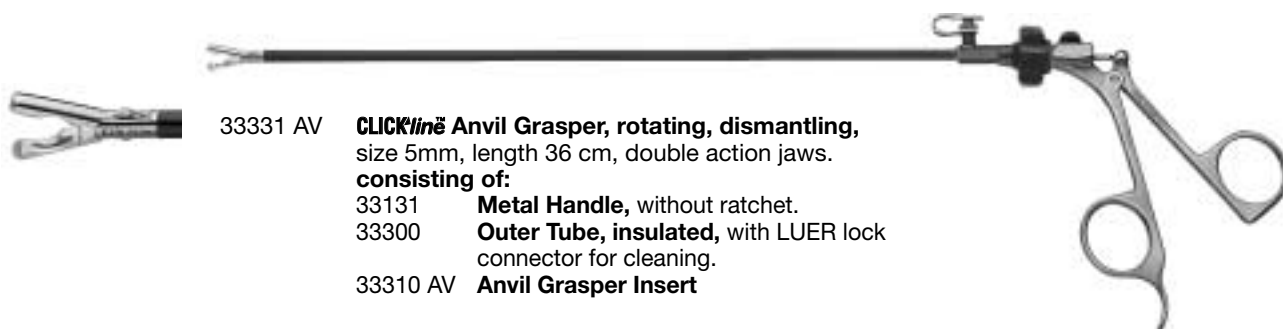 33331 AV CLICK'line™ Anvil Grasper, rotating, dismantling,
size 5mm, length 36 cm, double action jaws.
consisting of:
33131 Metal Handle, without ratchet.
33300 Outer Tube, insulated, with LUER lock
connector for cleaning.
33310 AV Anvil Grasper Insert